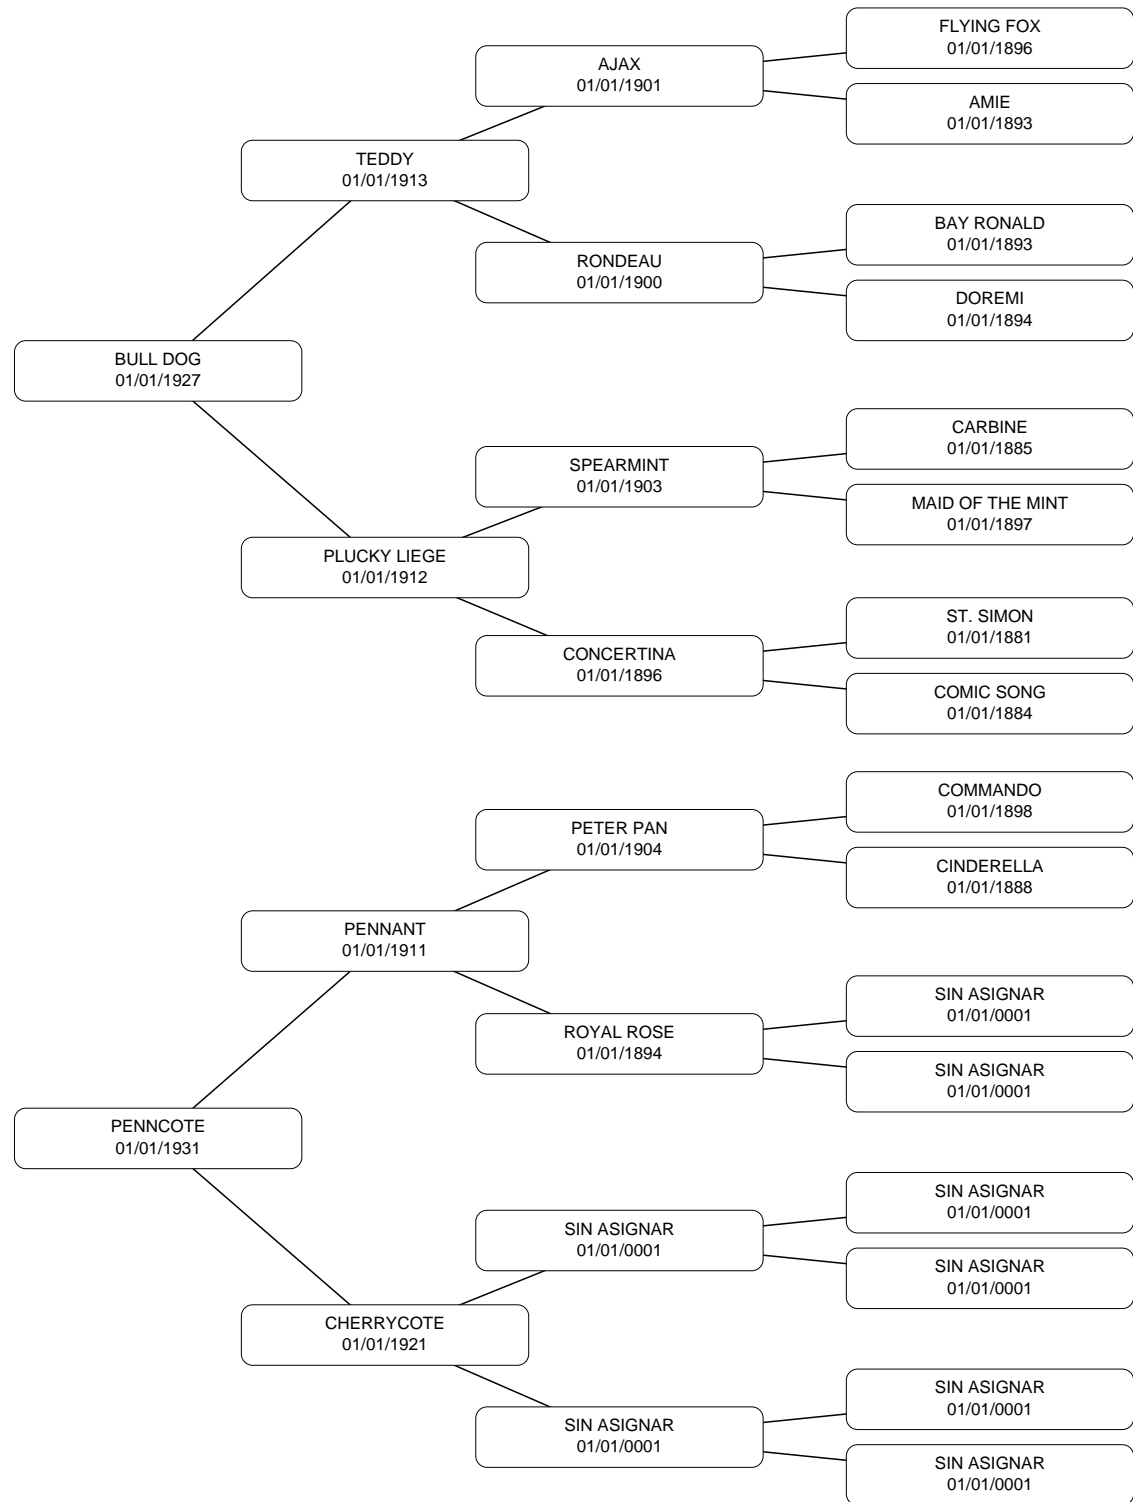 FLYING FOX
01/01/1896
AJAX
01/01/1901
AMIE
01/01/1893
TEDDY
01/01/1913
BAY RONALD
01/01/1893
RONDEAU
01/01/1900
DOREMI
01/01/1894
BULL DOG
01/01/1927
CARBINE
01/01/1885
SPEARMINT
01/01/1903
MAID OF THE MINT
01/01/1897
PLUCKY LIEGE
01/01/1912
ST. SIMON
01/01/1881
CONCERTINA
01/01/1896
COMIC SONG
01/01/1884
COMMANDO
01/01/1898
PETER PAN
01/01/1904
CINDERELLA
01/01/1888
PENNANT
01/01/1911
SIN ASIGNAR
01/01/0001
ROYAL ROSE
01/01/1894
SIN ASIGNAR
01/01/0001
PENNCOTE
01/01/1931
SIN ASIGNAR
01/01/0001
SIN ASIGNAR
01/01/0001
SIN ASIGNAR
01/01/0001
CHERRYCOTE
01/01/1921
SIN ASIGNAR
01/01/0001
SIN ASIGNAR
01/01/0001
SIN ASIGNAR
01/01/0001